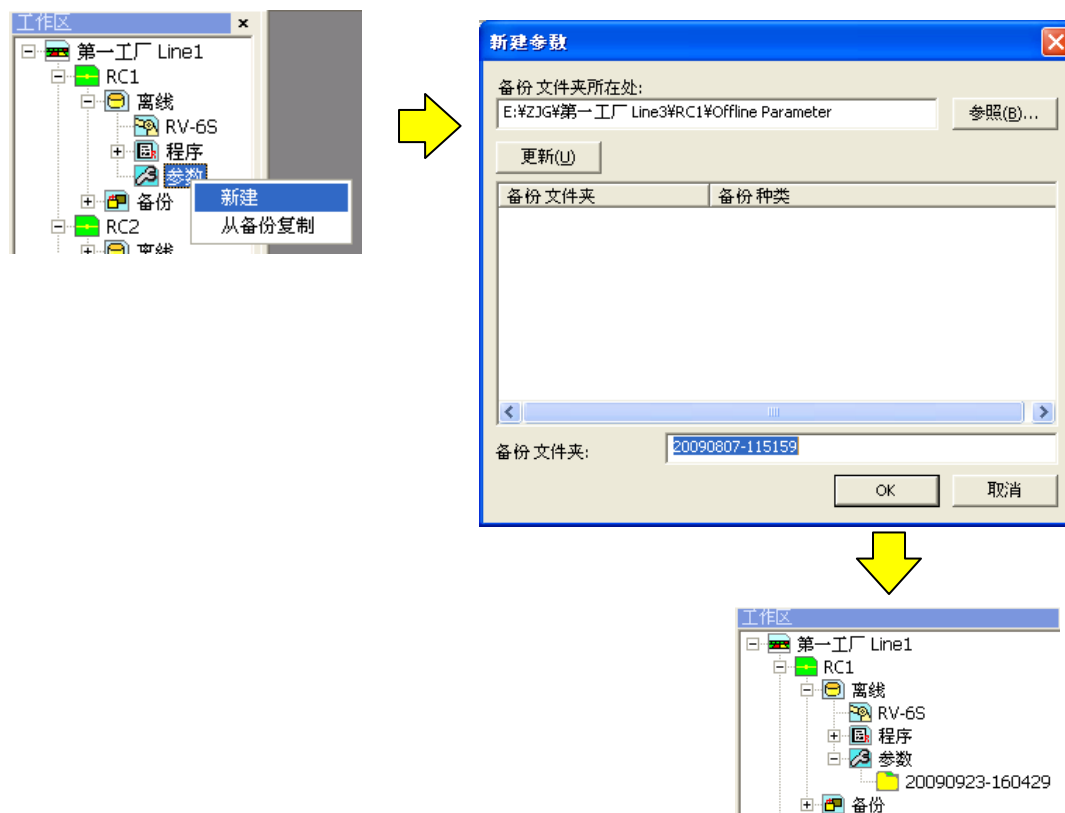 工作区
第一工厂 Line1
RC1
离线
RV-6S
程序
参数
备份
RC2
离线
新建
从备份复制
新建参数
备份文件夹所在处:
E:¥ZJG¥第一工厂 Line3¥RC1¥Offline Parameter
参照(B)...
更新(U)
备份文件夹 备份种类
备份文件夹: 20090807-115159
OK 取消
工作区
第一工厂 Line1
RC1
离线
RV-6S
程序
参数
20090923-160429
备份